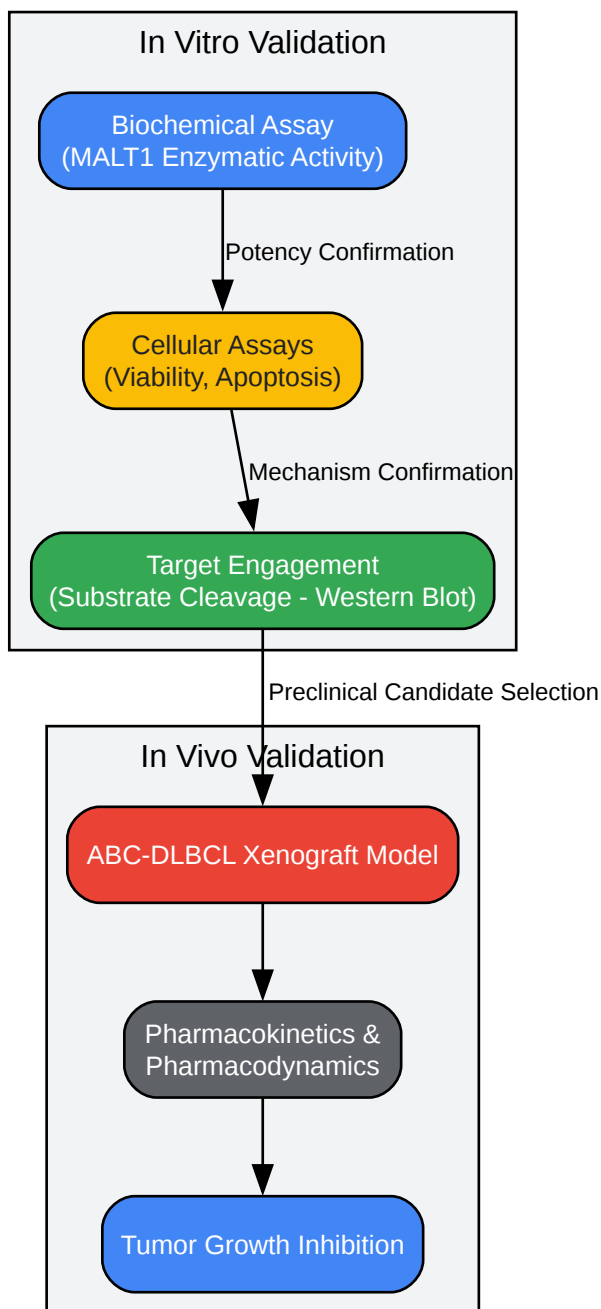 In Vitro Validation
Biochemical Assay
(MALT1 Enzymatic Activity)
Potency Confirmation
Cellular Assays
(Viability, Apoptosis)
Mechanism Confirmation
Target Engagement
(Substrate Cleavage - Western Blot)
Preclinical Candidate Selection
In Vivo Validation
ABC-DLBCL Xenograft Model
Pharmacokinetics &
Pharmacodynamics
Tumor Growth Inhibition